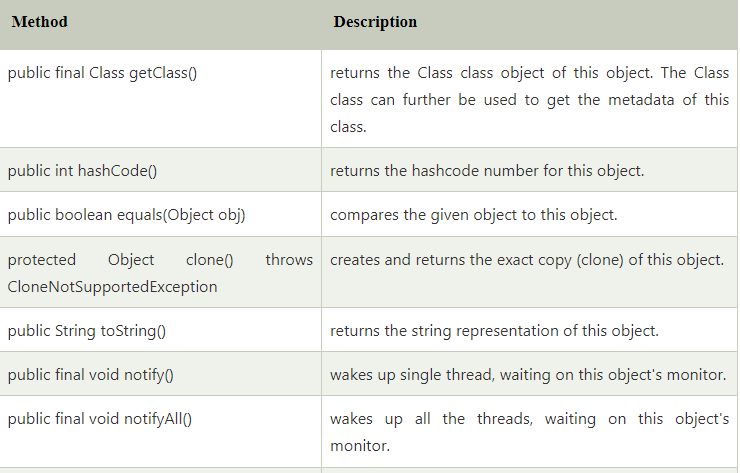 Method Description
public final Class getClass() returns the Class class object of this object. The Class
class can further be used to get the metadata of this
class.
public int hashCode() returns the hashcode number for this object.
public boolean equals(Object obj) compares the given object to this object.
protected Object clone() throws creates and returns the exact copy (clone) of this object.
CloneNotSupportedException
public String toString() returns the string representation of this object.
public final void notify() wakes up single thread, waiting on this object's monitor.
public final void notifyAll() wakes up all the threads, waiting on this object's
monitor.